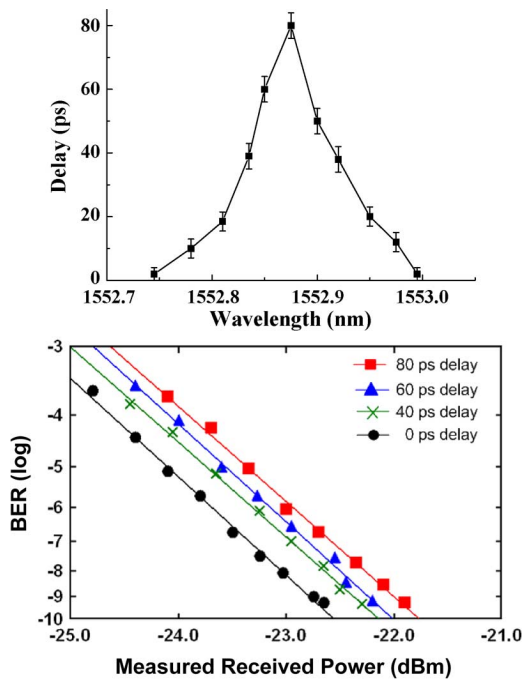 80
60
40
20
0
Delay (ps)
1552.7 1552.8 1552.9 1553.0
Wavelength (nm)
-3
-4
-5
-6
-7
-8
-9
-10
BER (log)
80 ps delay
60 ps delay
40 ps delay
0 ps delay
-25.0 -24.0 -23.0 -22.0 -21.0
Measured Received Power (dBm)